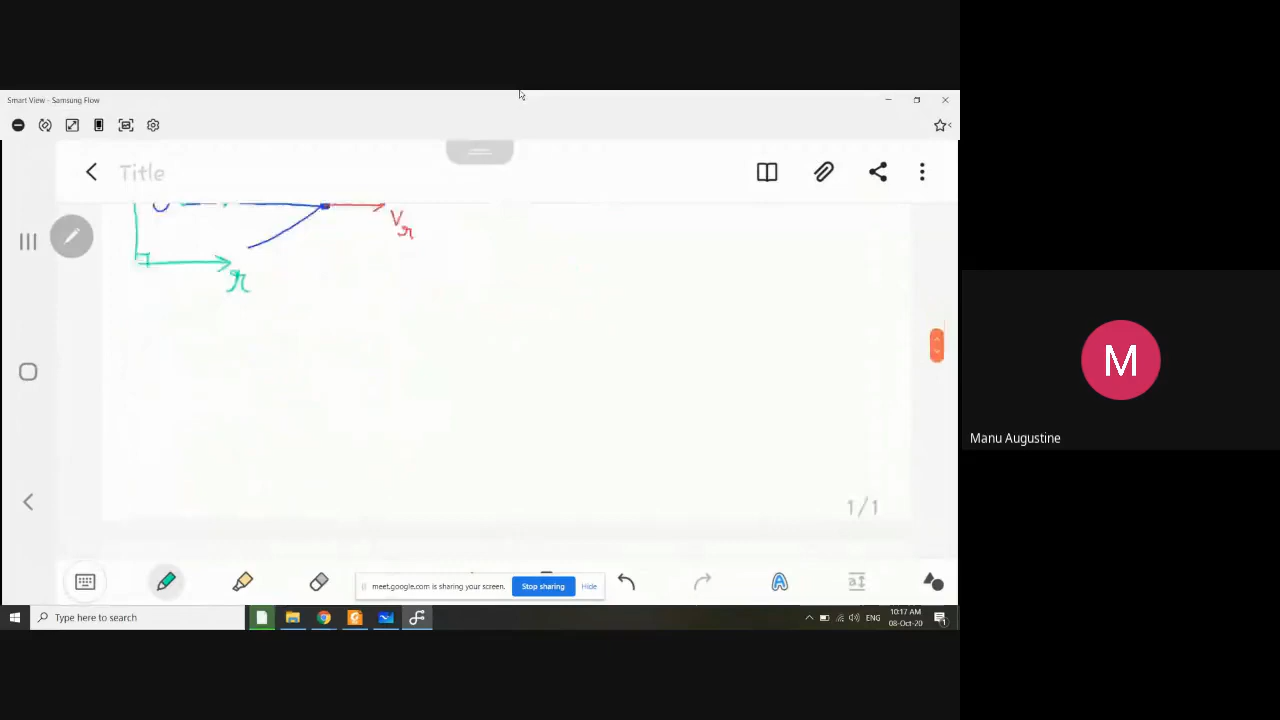 Smart View - Samsung Flow
Title
V
r
r
M
Manu Augustine
1/1
meet.google.com is sharing your screen.
Stop sharing
Hide
A
a
Type here to search
ENG
10:17 AM
08-Oct-20
1